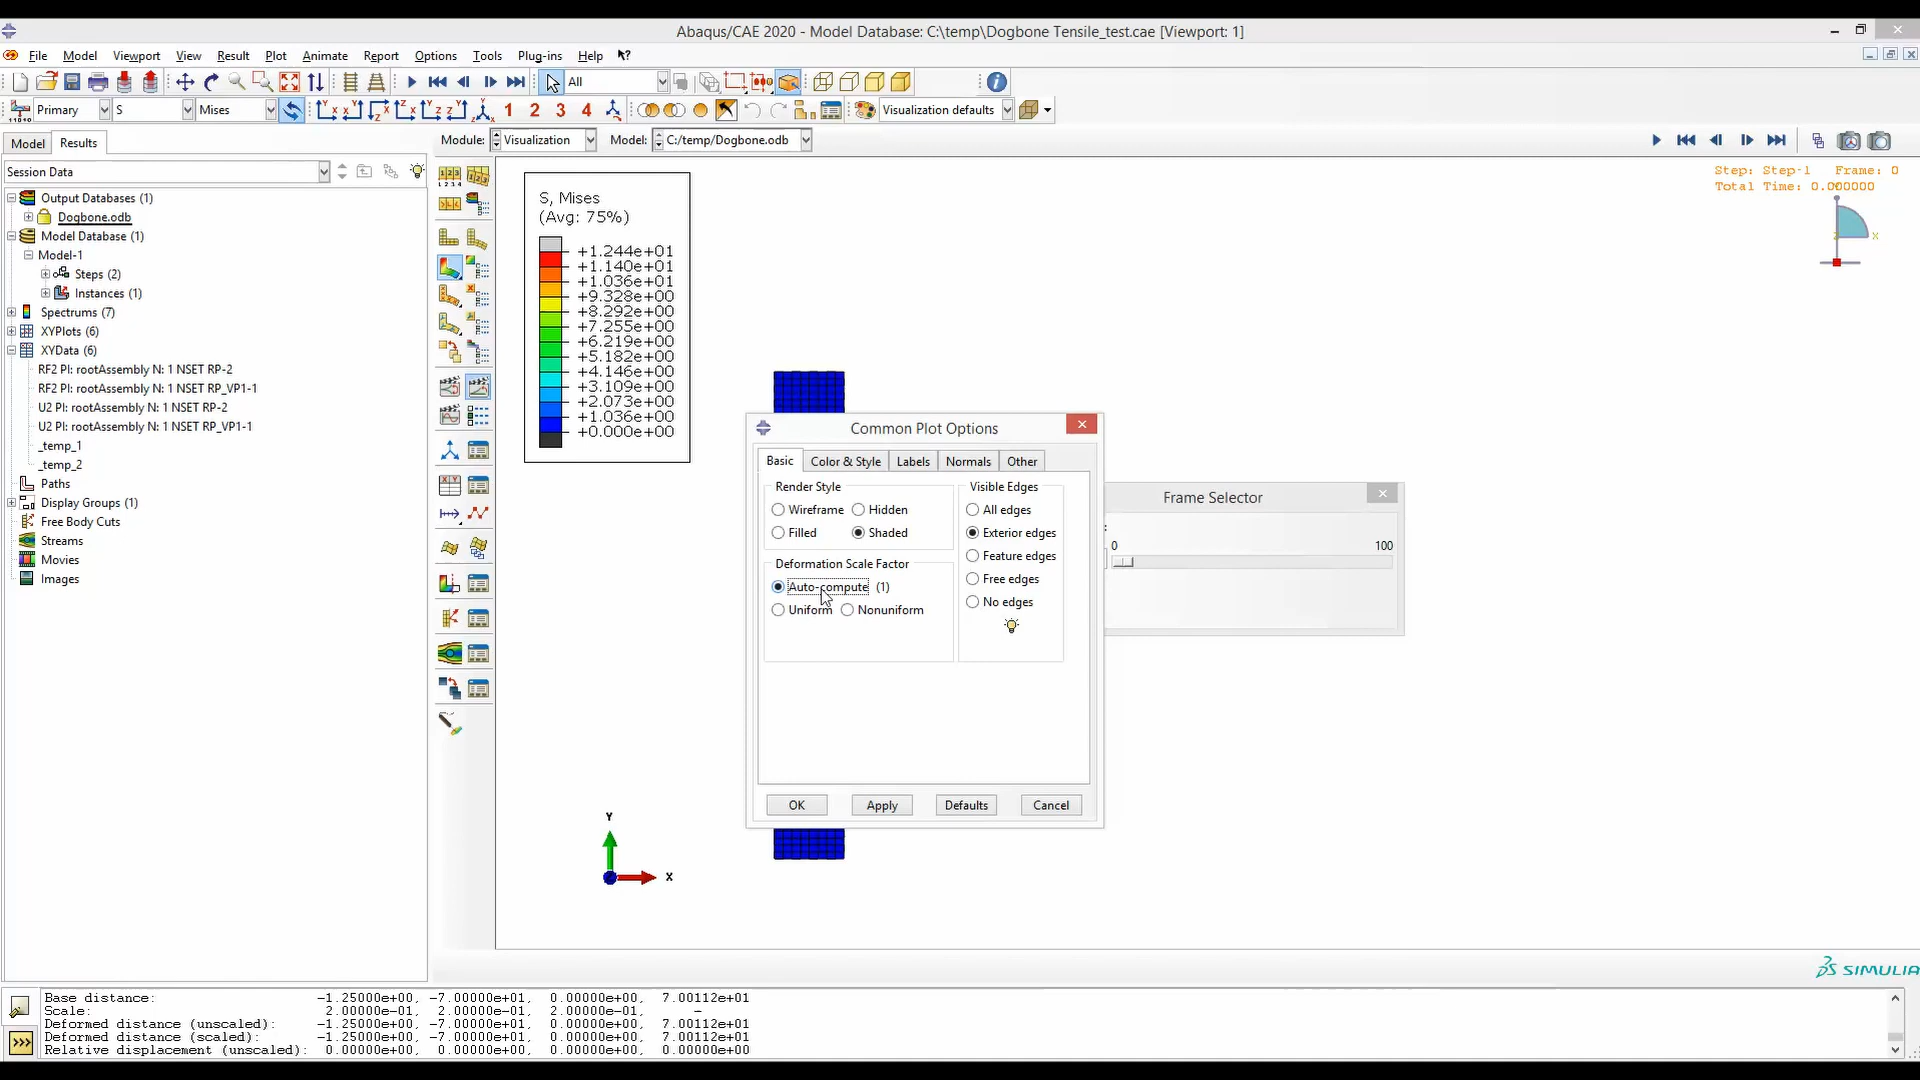 Abaqus/CAE 2020 - Model Database: C:\temp\Dogbone Tensile_test.cae [Viewport: 1]
File Model Viewport View Result Plot Animate Report Options Tools Plug-ins Help
All
Primary S Mises 1 2 3 4 Visualization defaults
Model Results
Module: Visualization Model: C:/temp/Dogbone.odb
Session Data
Output Databases (1)
Dogbone.odb
Model Database (1)
Model-1
Steps (2)
Instances (1)
Spectrums (7)
XYPlots (6)
XYData (6)
RF2 PI: rootAssembly N: 1 NSET RP-2
RF2 PI: rootAssembly N: 1 NSET RP_VP1-1
U2 PI: rootAssembly N: 1 NSET RP-2
U2 PI: rootAssembly N: 1 NSET RP_VP1-1
_temp_1
_temp_2
Paths
Display Groups (1)
Free Body Cuts
Streams
Movies
Images
S, Mises
(Avg: 75%)
+1.244e+01
+1.140e+01
+1.036e+01
+9.328e+00
+8.292e+00
+7.255e+00
+6.219e+00
+5.182e+00
+4.146e+00
+3.109e+00
+2.073e+00
+1.036e+00
+0.000e+00
Step: Step-1 Frame: 0
Total Time: 0.000000
X
Common Plot Options
Basic Color & Style Labels Normals Other
Render Style
Wireframe Hidden
Filled Shaded
Deformation Scale Factor
Auto-compute (1)
Uniform Nonuniform
Visible Edges
All edges
Exterior edges
Feature edges
Free edges
No edges
OK Apply Defaults Cancel
Frame Selector
0 100
Y
X
SIMULIA
Base distance: -1.25000e+00, -7.00000e+01, 0.00000e+00, 7.00112e+01
Scale: 2.00000e-01, 2.00000e-01, 2.00000e-01, -
Deformed distance (unscaled): -1.25000e+00, -7.00000e+01, 0.00000e+00, 7.00112e+01
Deformed distance (scaled): -1.25000e+00, -7.00000e+01, 0.00000e+00, 7.00112e+01
Relative displacement (unscaled): 0.00000e+00, 0.00000e+00, 0.00000e+00, 0.00000e+00